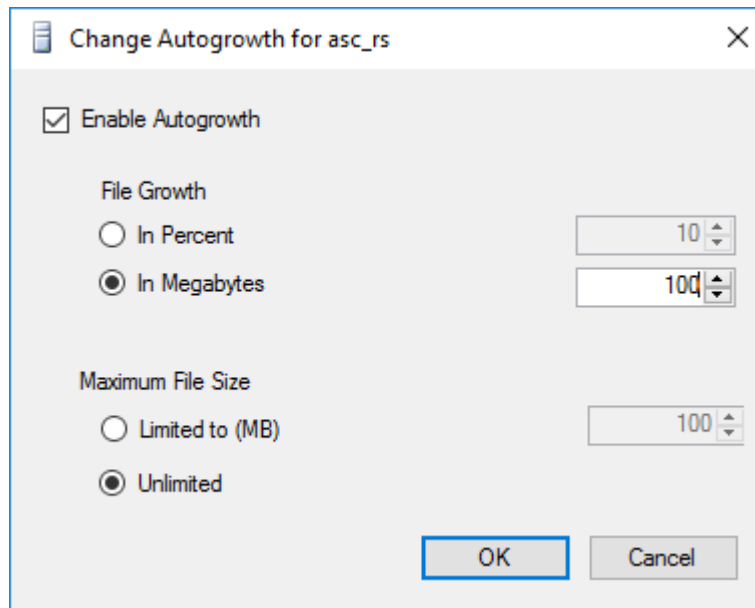 Change Autogrowth for asc_rs
Enable Autogrowth
File Growth
In Percent 10
In Megabytes 100
Maximum File Size
Limited to (MB) 100
Unlimited
OK Cancel